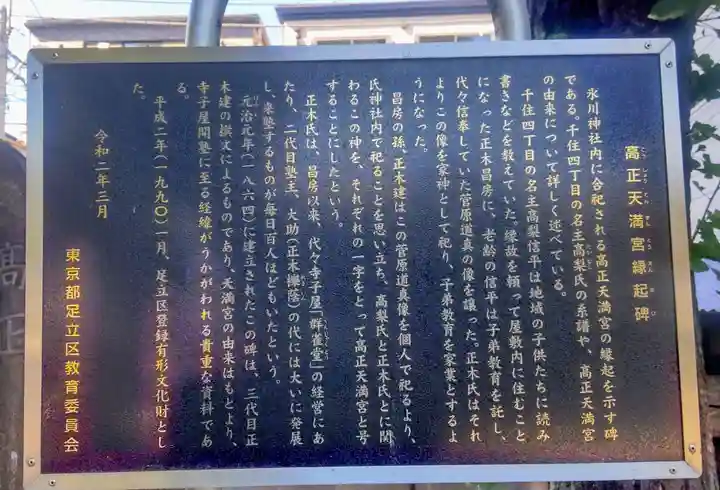 高正天満宮縁起碑
氷川神社内に合祀される高正天満宮の縁起を示す碑
である。千住四丁目の名主高梨氏の系譜や、高正天満宮
の由来について詳しく述べている。
千住四丁目の名主高梨信平は地域の子供たちに読み
書きなどを教えていた。縁故を頼って屋敷内に住むこと
になった正木昌房に、老齢の信平は子弟教育を託し、
代々信奉していた菅原道真の像を譲った。正木氏はそれ
よりこの像を家神として祀り、子弟教育を家業とするよ
うになった。
昌房の孫、正木建はこの菅原道真像を個人で祀るより、
氏神社内で祀ることを思い立ち、高梨氏と正木氏とに関
わるこの神を、それぞれの一字をとって高正天満宮と号
することにしたという。
正木氏は、昌房以来、代々寺子屋「群雀堂」の経営にあ
たり、二代目塾主、大助(正木櫟蔭)の代には大いに発展
し、来塾するものが毎日百人ほどもいたという。
元治元年(一八六四)に建立されたこの碑は、三代目正
木建の撰文によるものであり、天満宮の由来はもとより、
寺子屋開塾に至る経緯がうかがわれる貴重な資料であ
る。
平成二年(一九九〇)一月、足立区登録有形文化財とし
た。
令和二年三月
東京都足立区教育委員会
高正